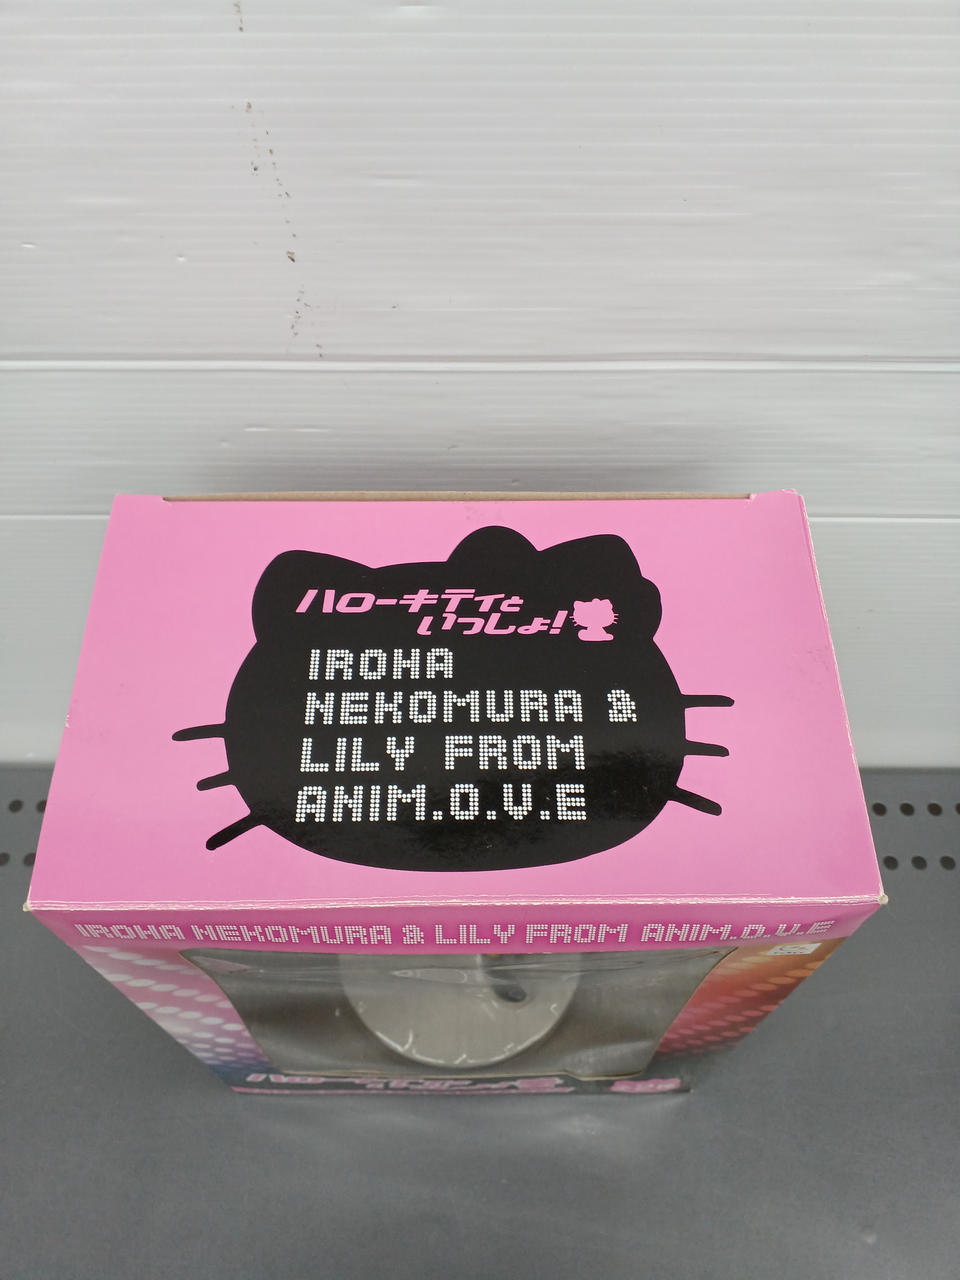 ハローキティと
いっしょ!
IROHA
NEKOMURA &
LILY FROM
ANIM.O.V.E
IROHA NEKOMURA & LILY FROM ANIM.O.V.E